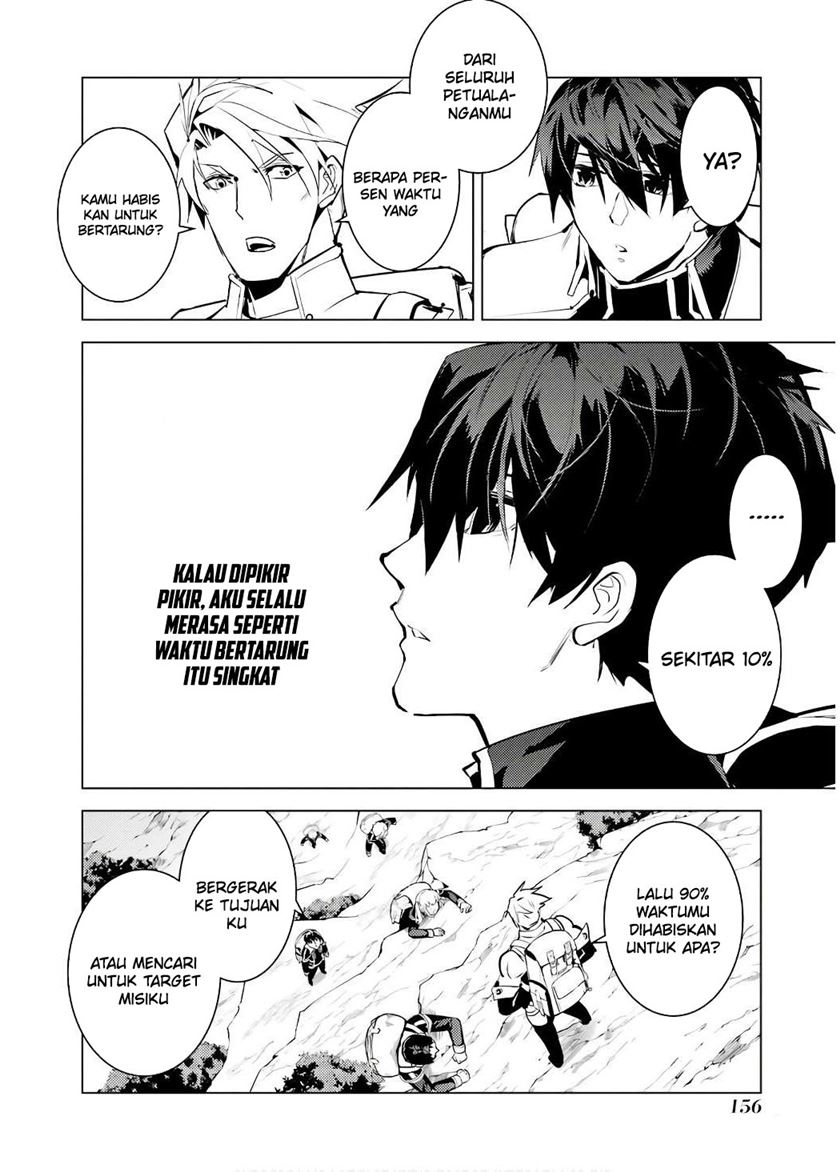 YA?
DARI
SELURUH
PETUALA-
NGANMU
BERAPA PER-
SEN WAKTU
YANG
KAMU HABIS
KAN UNTUK
BERTARUNG?
.....
SEKITAR 10%
KALAU DIPIKIR
PIKIR, AKU SELALU
MERASA SEPERTI
WAKTU BERTARUNG
ITU SINGKAT
LALU 90%
WAKTUMU
DIHABISKAN
UNTUK APA?
BERGERAK
KE TUJUAN
KU
ATAU MENCARI
UNTUK TARGET
MISIKU
156